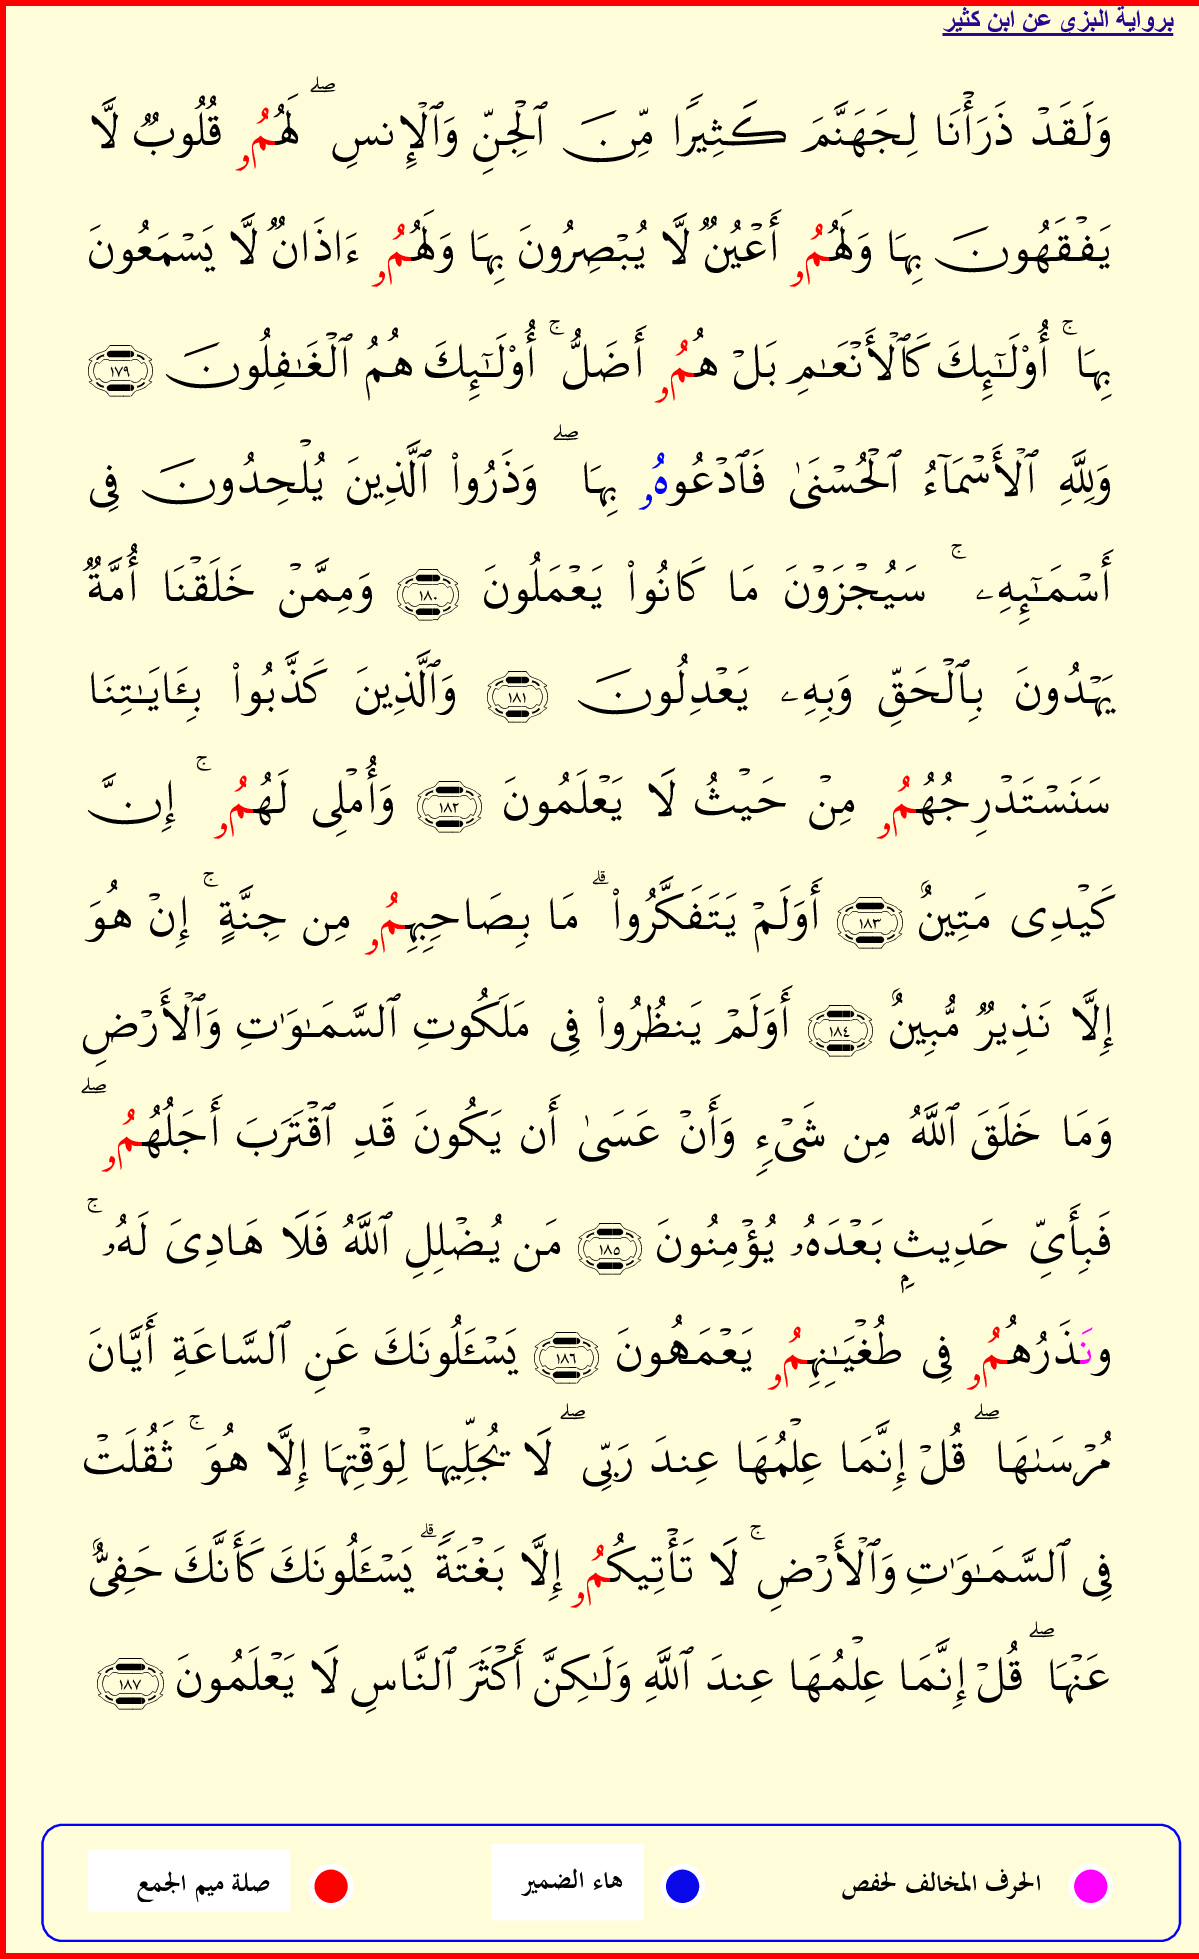 برواية البزي عن ابن كثير
وَلَقَدۡ ذَرَأۡنَا لِجَهَنَّمَ كَثِيرٗا مِّنَ ٱلۡجِنِّ وَٱلۡإِنسِۖ لَهُمُۥ قُلُوبٞ لَّا
يَفۡقَهُونَ بِهَا وَلَهُمُۥ أَعۡيُنٞ لَّا يُبۡصِرُونَ بِهَا وَلَهُمُۥ ءَاذَانٞ لَّا يَسۡمَعُونَ
بِهَاۚ أُوْلَٰٓئِكَ كَٱلۡأَنۡعَٰمِ بَلۡ هُمُۥ أَضَلُّۚ أُوْلَٰٓئِكَ هُمُ ٱلۡغَٰفِلُونَ ١٧٩
وَلِلَّهِ ٱلۡأَسۡمَآءُ ٱلۡحُسۡنَىٰ فَٱدۡعُوهُۥ بِهَاۖ وَذَرُواْ ٱلَّذِينَ يُلۡحِدُونَ فِي
أَسۡمَٰٓئِهِۦۚ سَيُجۡزَوۡنَ مَا كَانُواْ يَعۡمَلُونَ ١٨٠ وَمِمَّنۡ خَلَقۡنَا أُمَّةٞ
يَهۡدُونَ بِٱلۡحَقِّ وَبِهِۦ يَعۡدِلُونَ ١٨١ وَٱلَّذِينَ كَذَّبُواْ بِـَٔايَٰتِنَا
سَنَسۡتَدۡرِجُهُمُۥ مِنۡ حَيۡثُ لَا يَعۡلَمُونَ ١٨٢ وَأُمۡلِي لَهُمُۥۚ إِنَّ
كَيۡدِي مَتِينٌ ١٨٣ أَوَلَمۡ يَتَفَكَّرُواْۗ مَا بِصَاحِبِهِمُۥ مِن جِنَّةٍۚ إِنۡ هُوَ
إِلَّا نَذِيرٞ مُّبِينٌ ١٨٤ أَوَلَمۡ يَنظُرُواْ فِي مَلَكُوتِ ٱلسَّمَٰوَٰتِ وَٱلۡأَرۡضِ
وَمَا خَلَقَ ٱللَّهُ مِن شَيۡءٖ وَأَنۡ عَسَىٰ أَن يَكُونَ قَدِ ٱقۡتَرَبَ أَجَلُهُمُۥۖ
فَبِأَيِّ حَدِيثِۭ بَعۡدَهُۥ يُؤۡمِنُونَ ١٨٥ مَن يُضۡلِلِ ٱللَّهُ فَلَا هَادِيَ لَهُۥۚ
ونَذَرُهُمُۥ فِي طُغۡيَٰنِهِمُۥ يَعۡمَهُونَ ١٨٦ يَسۡـَٔلُونَكَ عَنِ ٱلسَّاعَةِ أَيَّانَ
مُرۡسَىٰهَاۖ قُلۡ إِنَّمَا عِلۡمُهَا عِندَ رَبِّيۖ لَا يُجَلِّيهَا لِوَقۡتِهَا إِلَّا هُوَۚ ثَقُلَتۡ
فِي ٱلسَّمَٰوَٰتِ وَٱلۡأَرۡضِۚ لَا تَأۡتِيكُمُۥ إِلَّا بَغۡتَةٗۗ يَسۡـَٔلُونَكَ كَأَنَّكَ حَفِيٌّ
عَنۡهَاۖ قُلۡ إِنَّمَا عِلۡمُهَا عِندَ ٱللَّهِ وَلَٰكِنَّ أَكۡثَرَ ٱلنَّاسِ لَا يَعۡلَمُونَ ١٨٧
الحرف المخالف لحفص هاء الضمير صلة ميم الجمع